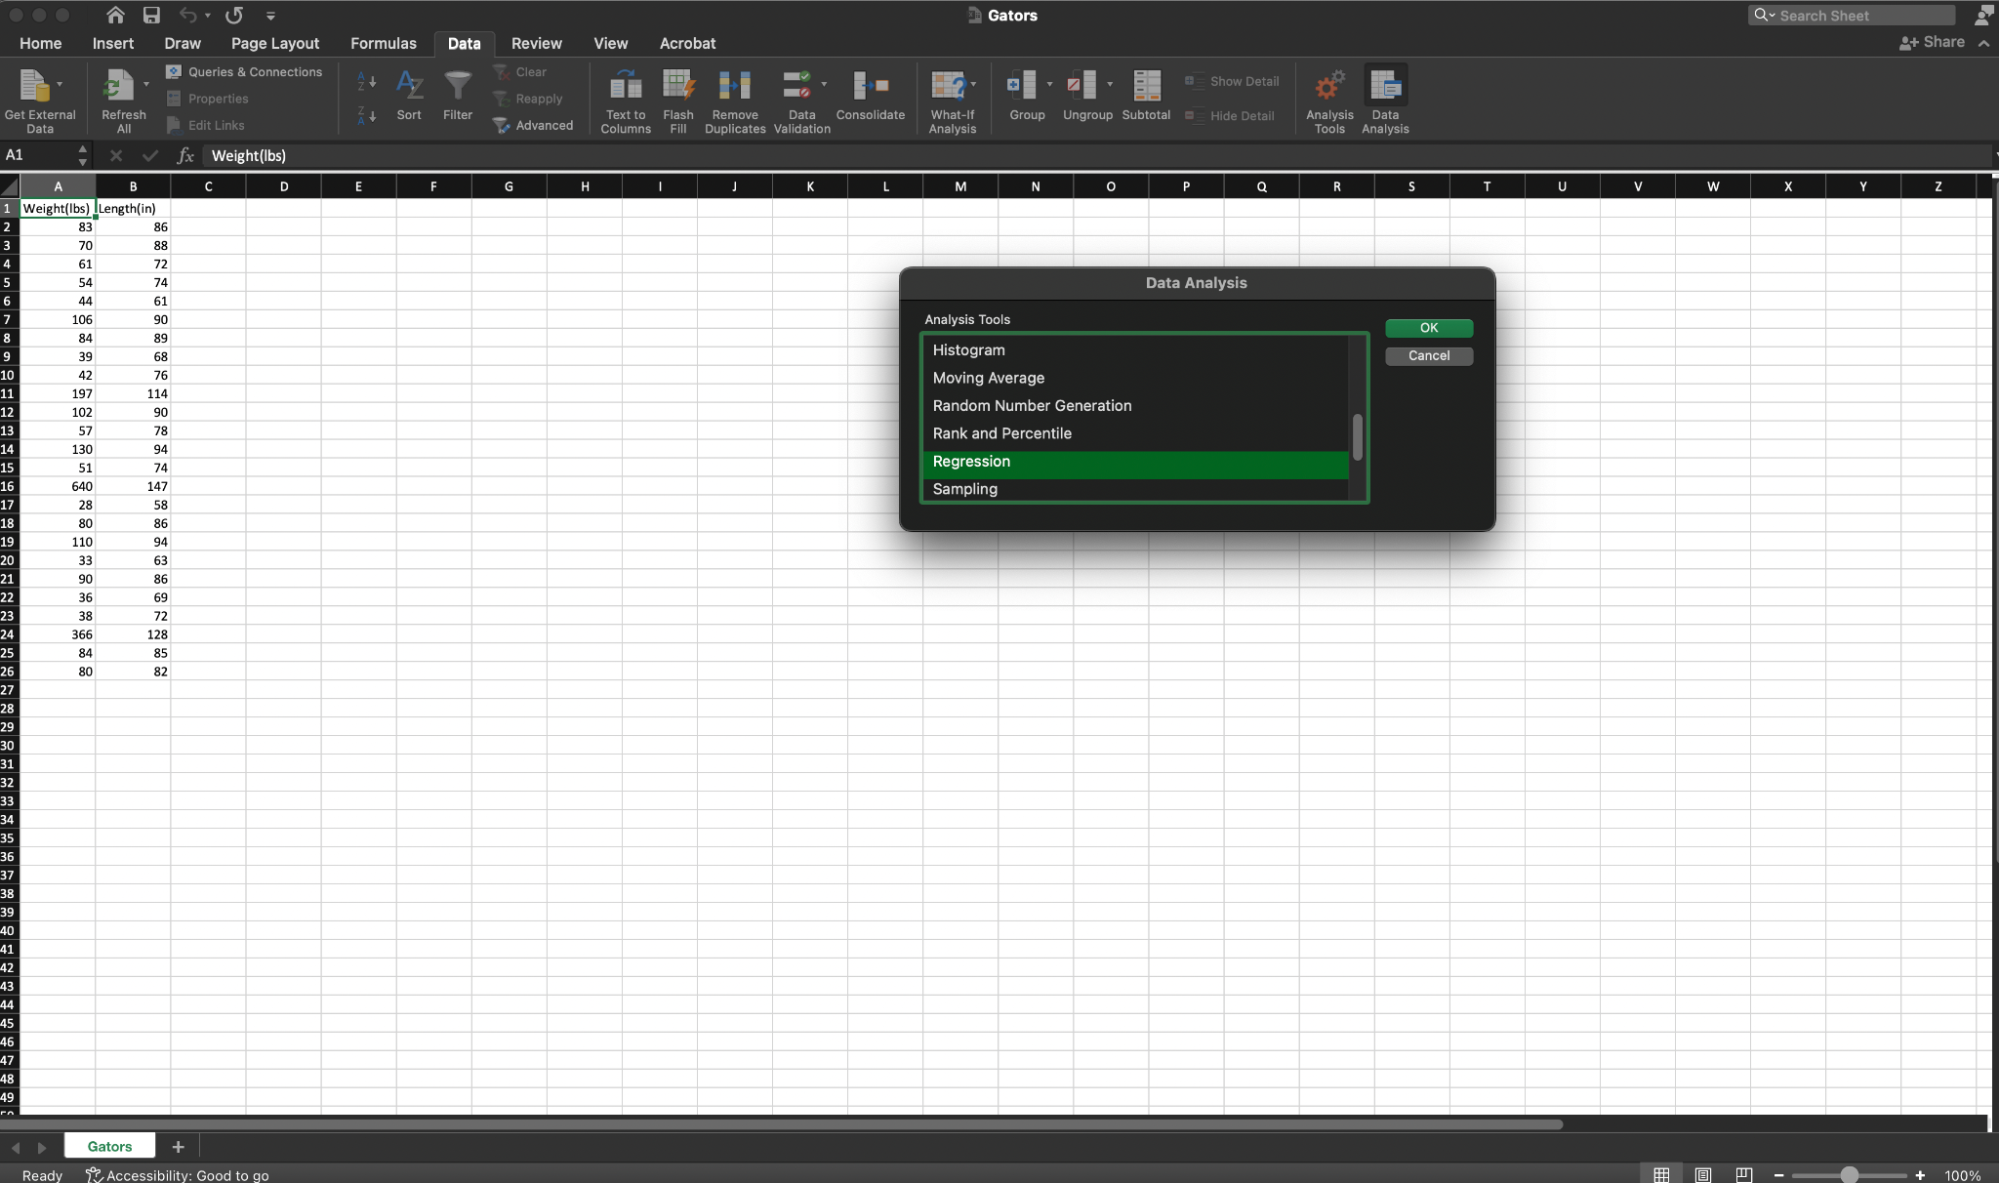 Gators
Search Sheet
Home Insert Draw Page Layout Formulas Data Review View Acrobat
Share
Get External Data
Refresh All
Queries & Connections
Properties
Edit Links
Sort
Filter
Clear
Reapply
Advanced
Text to Columns
Flash Fill
Remove Duplicates
Data Validation
Consolidate
What-If Analysis
Group
Ungroup
Subtotal
Show Detail
Hide Detail
Analysis Tools
Data Analysis
A1 fx Weight(lbs)
A B C D E F G H I J K L M N O P Q R S T U V W X Y Z
1 Weight(lbs) Length(in)
2 83 86
3 70 88
4 61 72
5 54 74
6 44 61
7 106 90
8 84 89
9 39 68
10 42 76
11 197 114
12 102 90
13 57 78
14 130 94
15 51 74
16 640 147
17 28 58
18 80 86
19 110 94
20 33 63
21 90 86
22 36 69
23 38 72
24 366 128
25 84 85
26 80 82
27
28
29
30
31
32
33
34
35
36
37
38
39
40
41
42
43
44
45
46
47
48
49
Data Analysis
Analysis Tools
OK
Cancel
Histogram
Moving Average
Random Number Generation
Rank and Percentile
Regression
Sampling
Gators +
Ready Accessibility: Good to go
100%